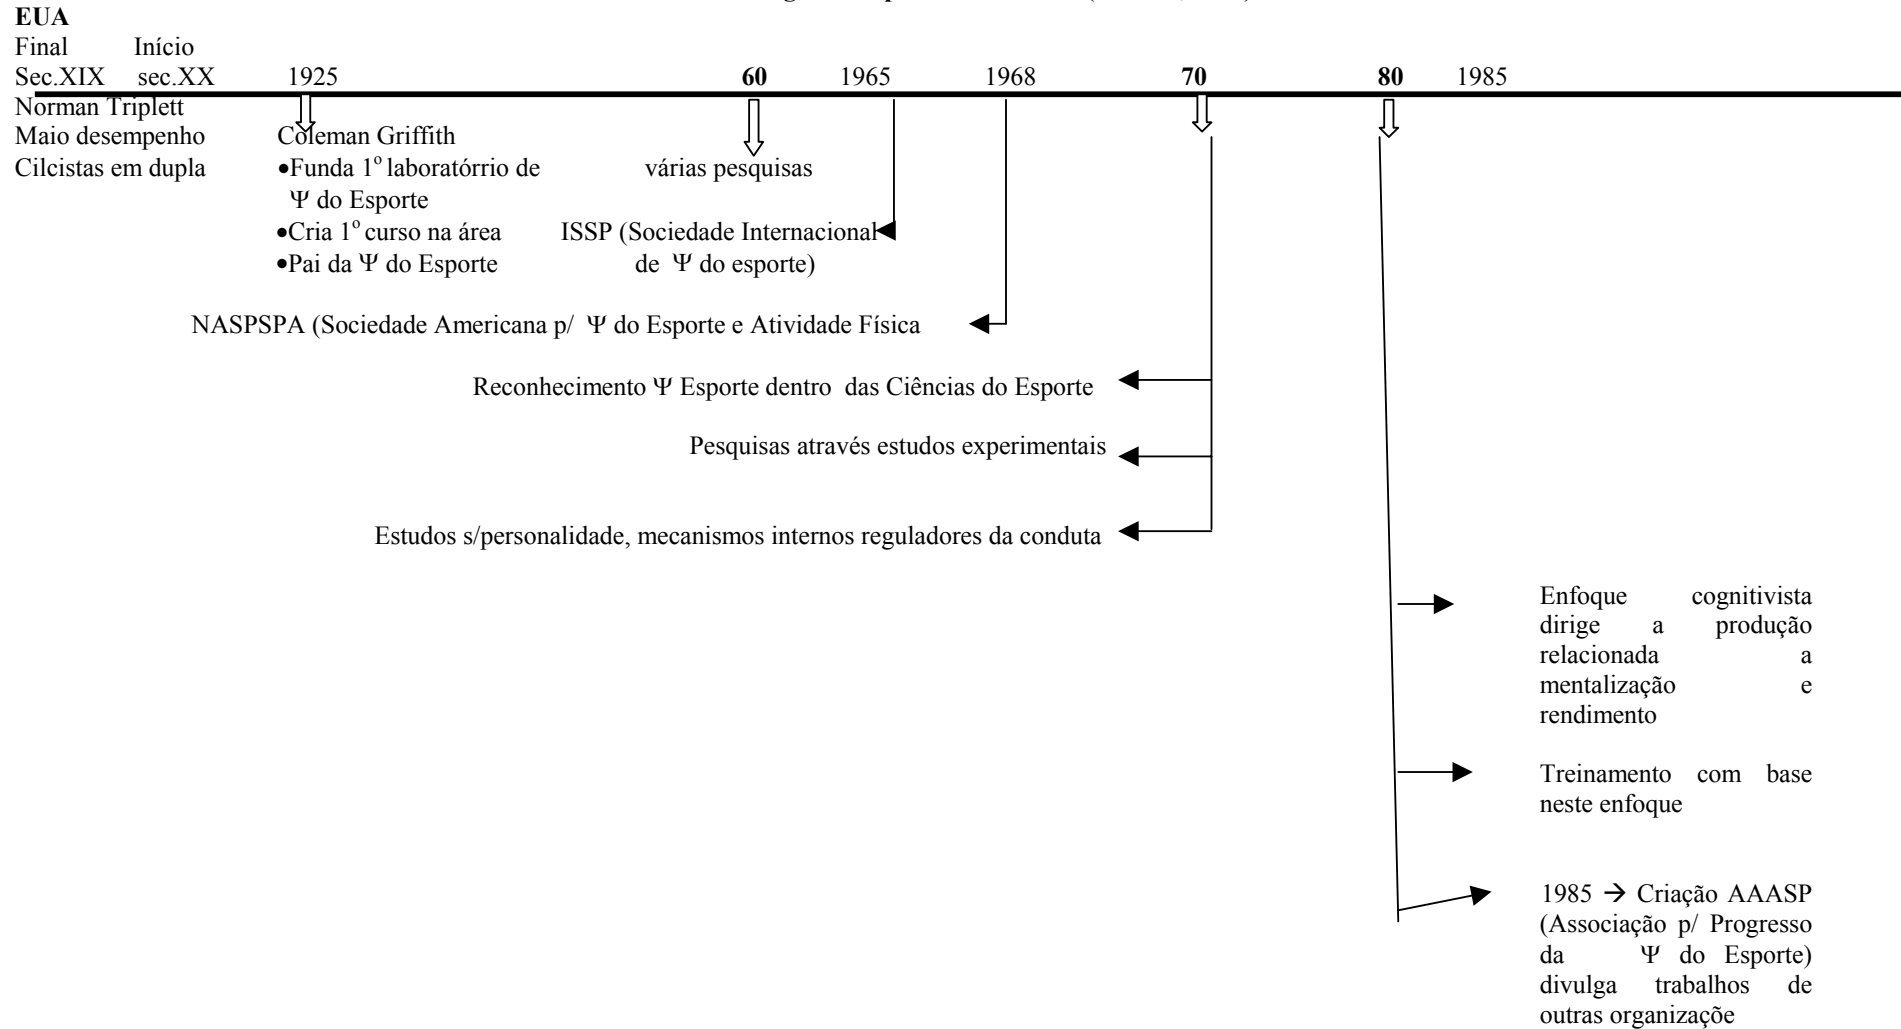 EUA
Final Início
Sec.XIX sec.XX 1925 60 1965 1968 70 80 1985
Norman Triplett
Maio desempenho
Cilcistas em dupla
Coleman Griffith
•Funda 1º laboratórrio de
Ψ do Esporte
•Cria 1º curso na área
•Pai da Ψ do Esporte
várias pesquisas
ISSP (Sociedade Internacional
de Ψ do esporte)
NASPSPA (Sociedade Americana p/ Ψ do Esporte e Atividade Física
Reconhecimento Ψ Esporte dentro das Ciências do Esporte
Pesquisas através estudos experimentais
Estudos s/personalidade, mecanismos internos reguladores da conduta
Enfoque cognitivista
dirige a produção
relacionada a
mentalização e
rendimento
Treinamento com base
neste enfoque
1985 → Criação AAASP
(Associação p/ Progresso
da Ψ do Esporte)
divulga trabalhos de
outras organizaçõe